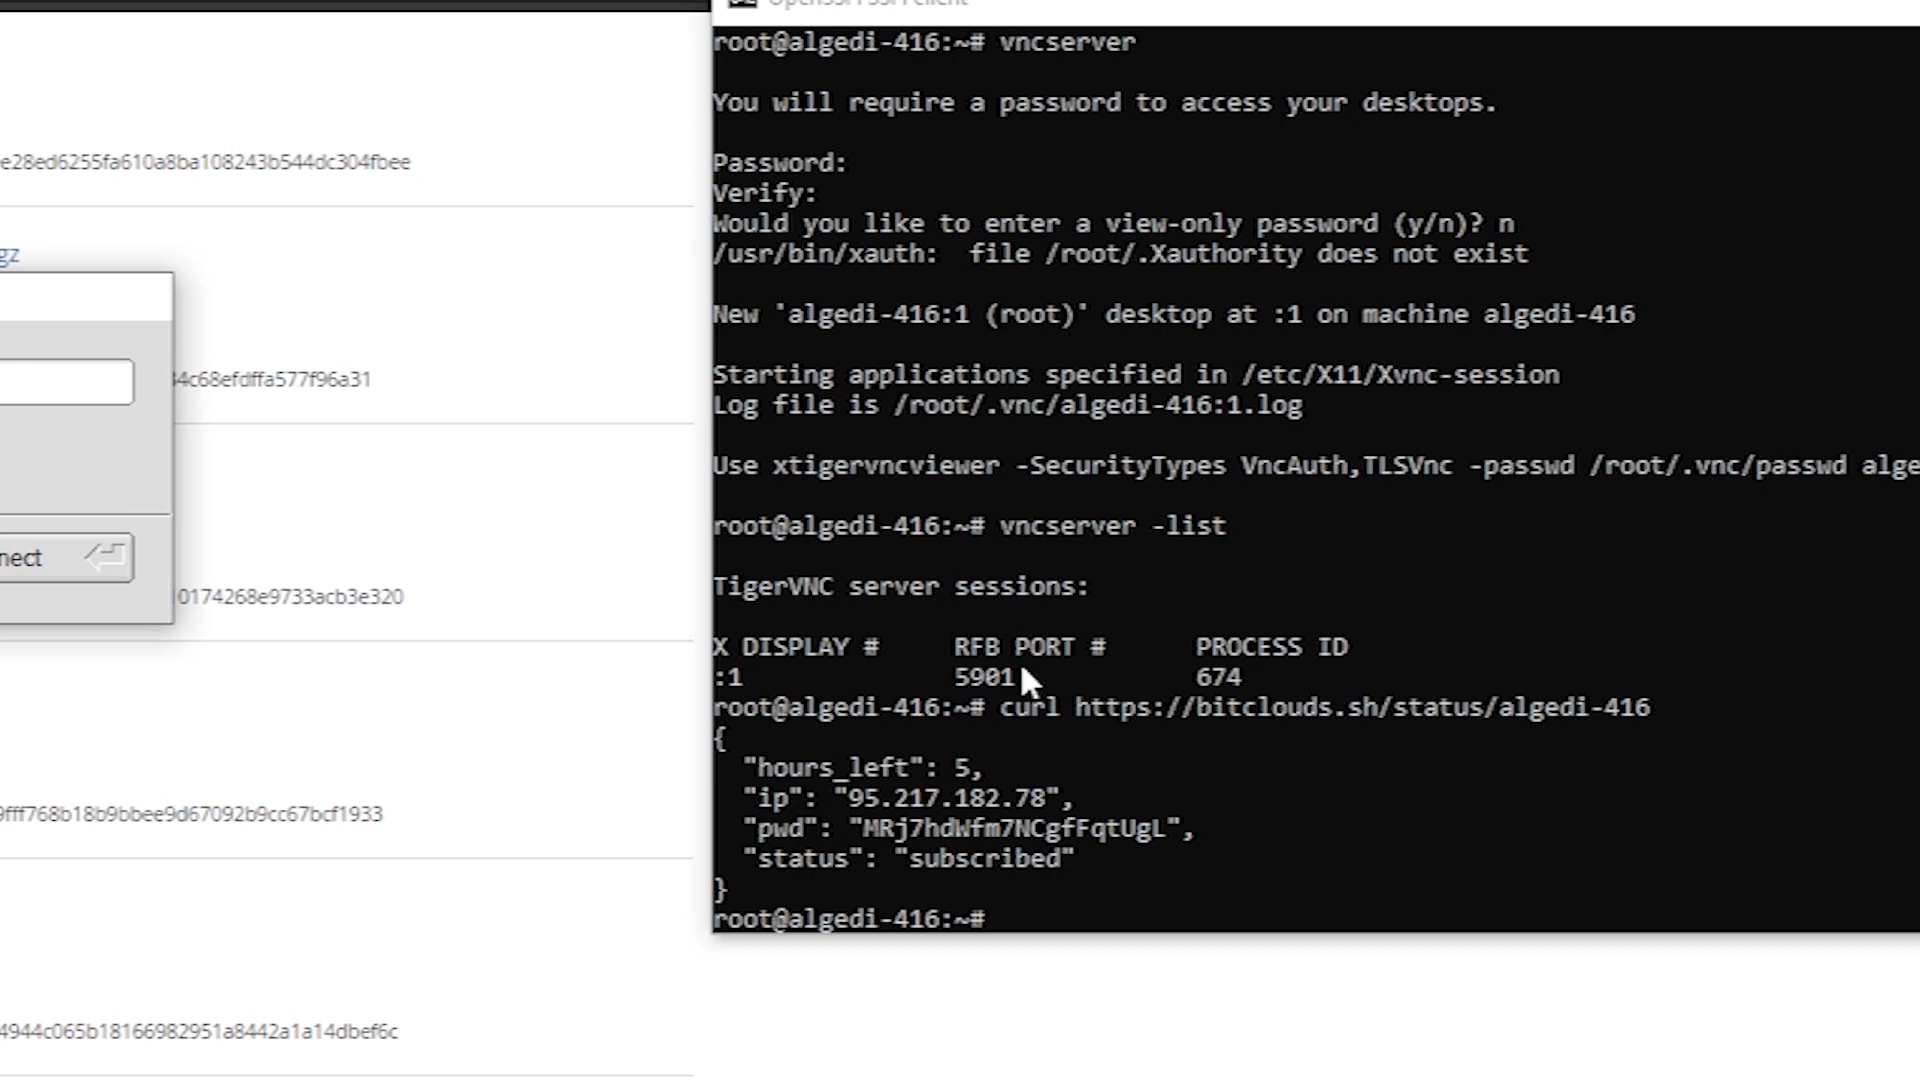 e28ed6255fa610a8ba108243b544dc304fbee
gz
34c68efdffa577f96a31
nect
0174268e9733acb3e320
9fff768b18b9bbee9d67092b9cc67bcf1933
4944c065b18166982951a8442a1a14dbef6c
OpenSSH SSH client
root@algedi-416:~# vncserver
You will require a password to access your desktops.
Password:
Verify:
Would you like to enter a view-only password (y/n)? n
/usr/bin/xauth:  file /root/.Xauthority does not exist
New 'algedi-416:1 (root)' desktop at :1 on machine algedi-416
Starting applications specified in /etc/X11/Xvnc-session
Log file is /root/.vnc/algedi-416:1.log
Use xtigervncviewer -SecurityTypes VncAuth,TLSVnc -passwd /root/.vnc/passwd alge
root@algedi-416:~# vncserver -list
TigerVNC server sessions:
X DISPLAY #     RFB PORT #      PROCESS ID
:1              5901            674
root@algedi-416:~# curl https://bitclouds.sh/status/algedi-416
{
  "hours_left": 5,
  "ip": "95.217.182.78",
  "pwd": "MRj7hdWfm7NCgfFqtUgL",
  "status": "subscribed"
}
root@algedi-416:~#